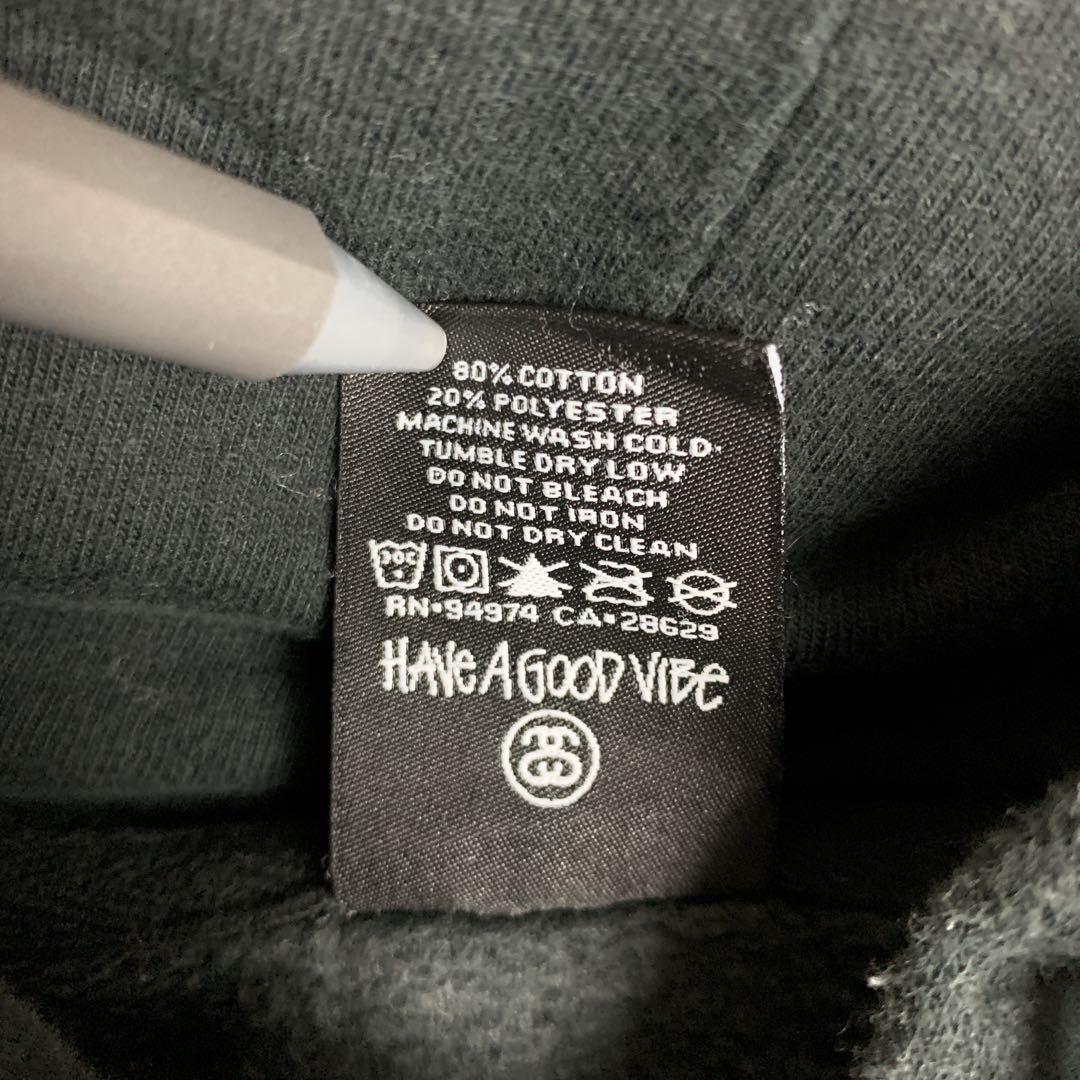 80% COTTON
20% POLYESTER
MACHINE WASH COLD·
TUMBLE DRY LOW
DO NOT BLEACH
DO NOT IRON
DO NOT DRY CLEAN
30C
RN•94974 CA•28629
HAVE A GOOD VIBE